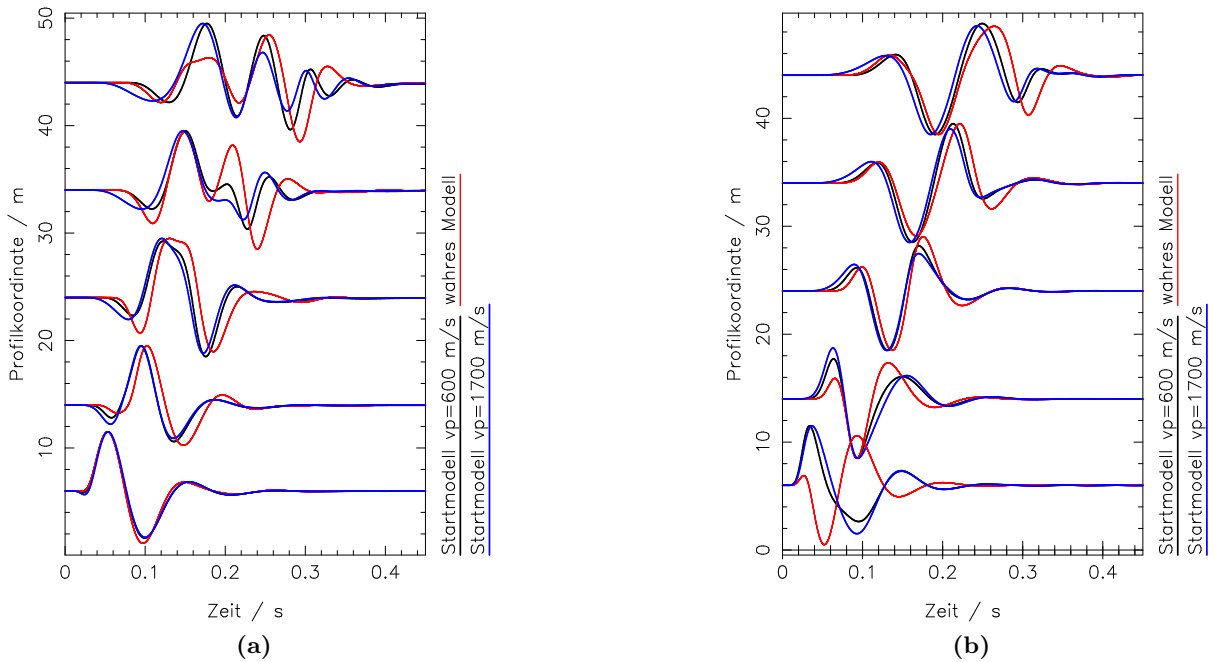 50
40
30
20
10
Profilkoordinate / m
0
0.1
0.2
0.3
0.4
Zeit / s
Startmodell vp=600 m/s wahres Modell
Startmodell vp=1700 m/s
(a)
40
30
20
10
0
Profilkoordinate / m
0
0.1
0.2
0.3
0.4
Zeit / s
Startmodell vp=600 m/s wahres Modell
Startmodell vp=1700 m/s
(b)